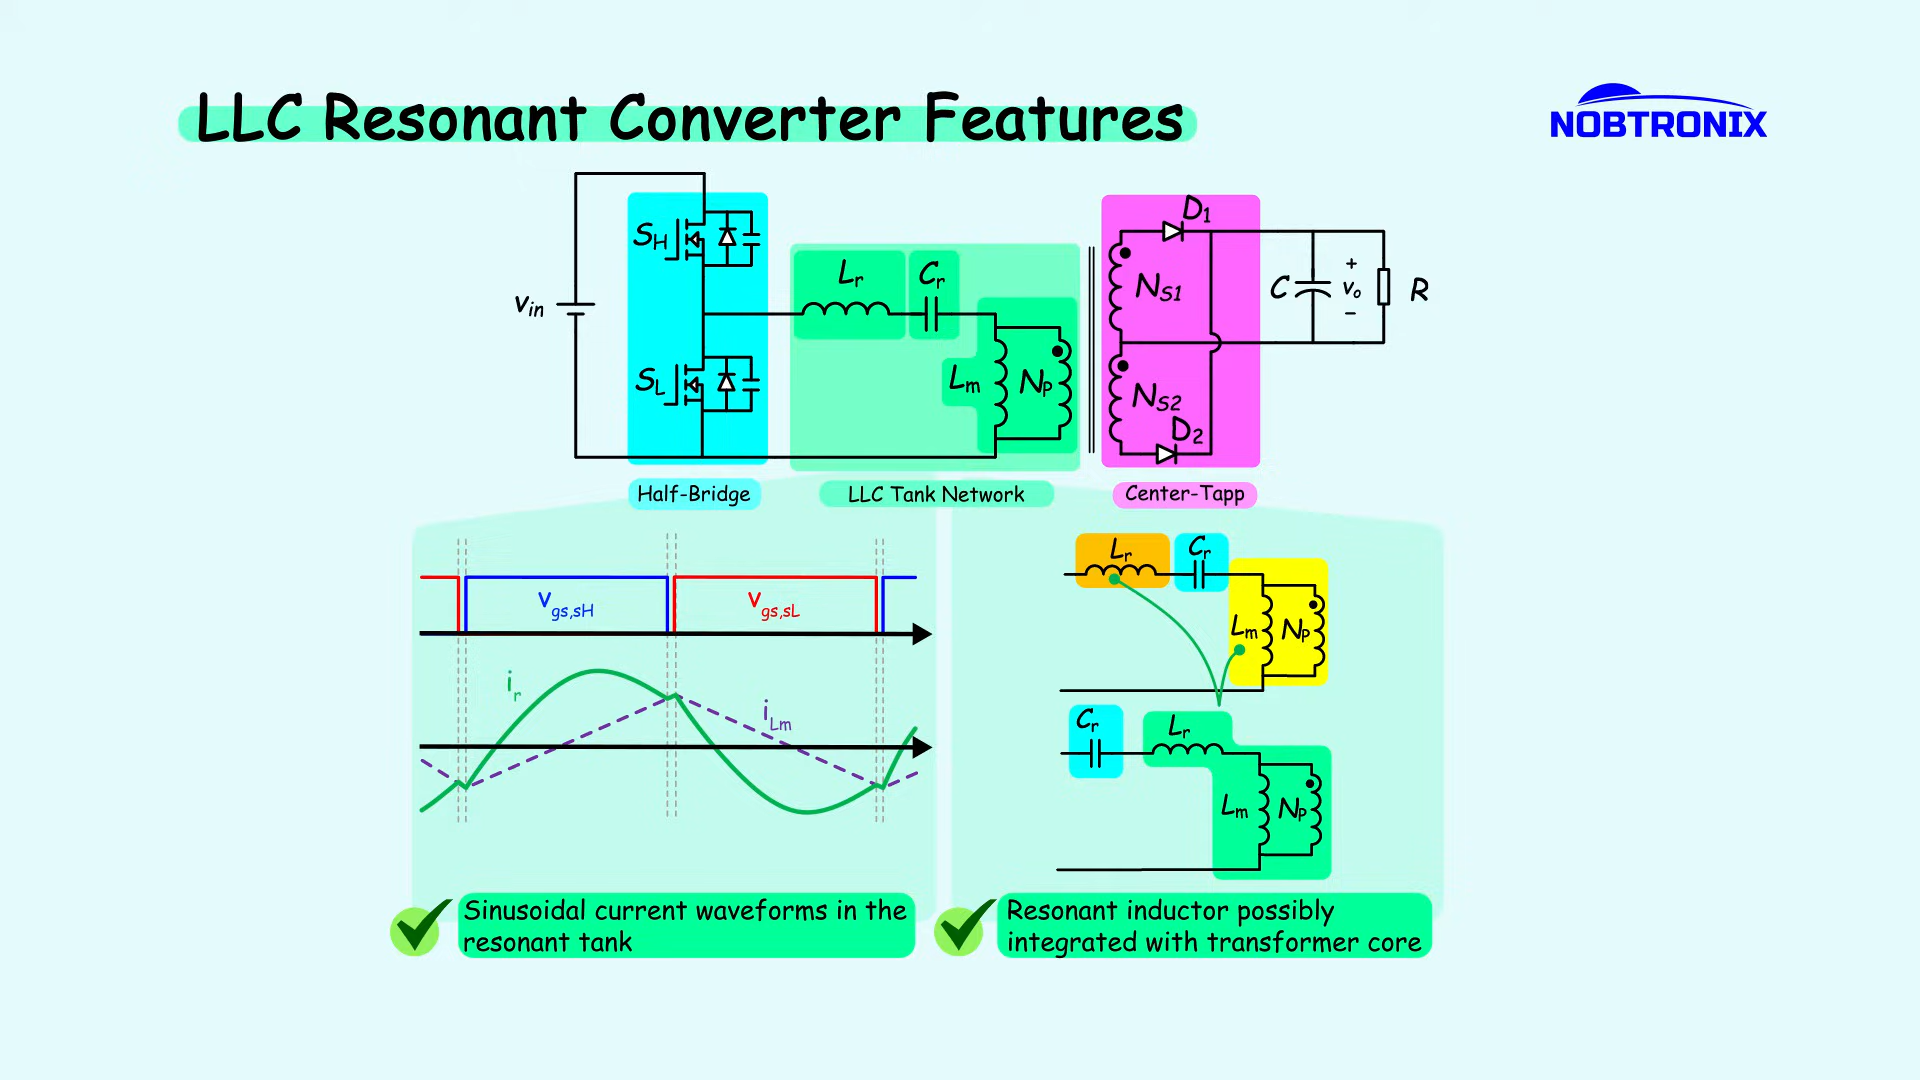 LLC Resonant Converter Features
NOBTRONIX
SH
SL
vin
Lr
Cr
Lm
NP
D1
NS1
NS2
D2
C
+
vo
−
R
Half-Bridge
LLC Tank Network
Center-Tapp
vgs,sH
vgs,sL
ir
iLm
Lr
Cr
Lm
NP
Cr
Lr
Lm
NP
Sinusoidal current waveforms in the
resonant tank
Resonant inductor possibly
integrated with transformer core